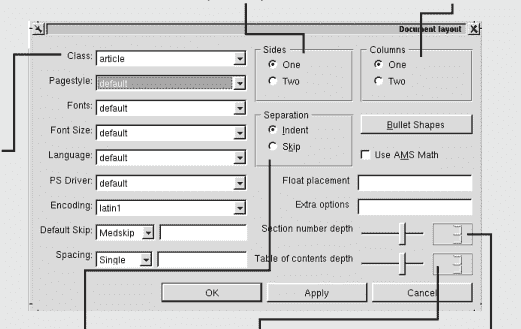 Document layout
Class: article
Pagestyle: default
Fonts: default
Font Size: default
Language: default
PS Driver: default
Encoding: latin1
Default Skip: Medskip
Spacing: Single
Sides
One
Two
Columns
One
Two
Separation
Indent
Skip
Bullet Shapes
Use AMS Math
Float placement
Extra options
Section number depth
Table of contents depth
OK
Apply
Cancel